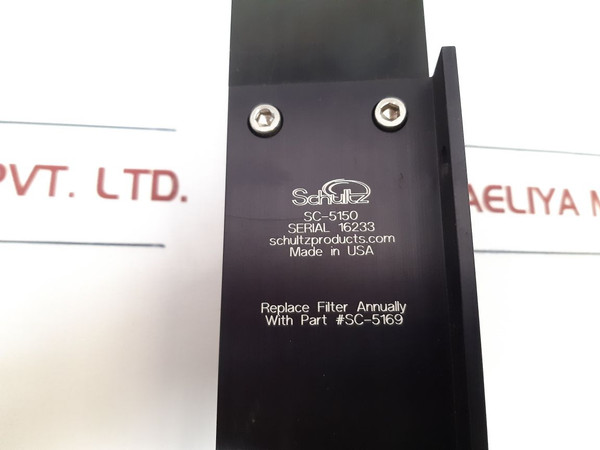 PVT. LTD.
AELIYA M
Schultz
SC-5150
SERIAL 16233
schultzproducts.com
Made in USA
Replace Filter Annually
With Part #SC-5169